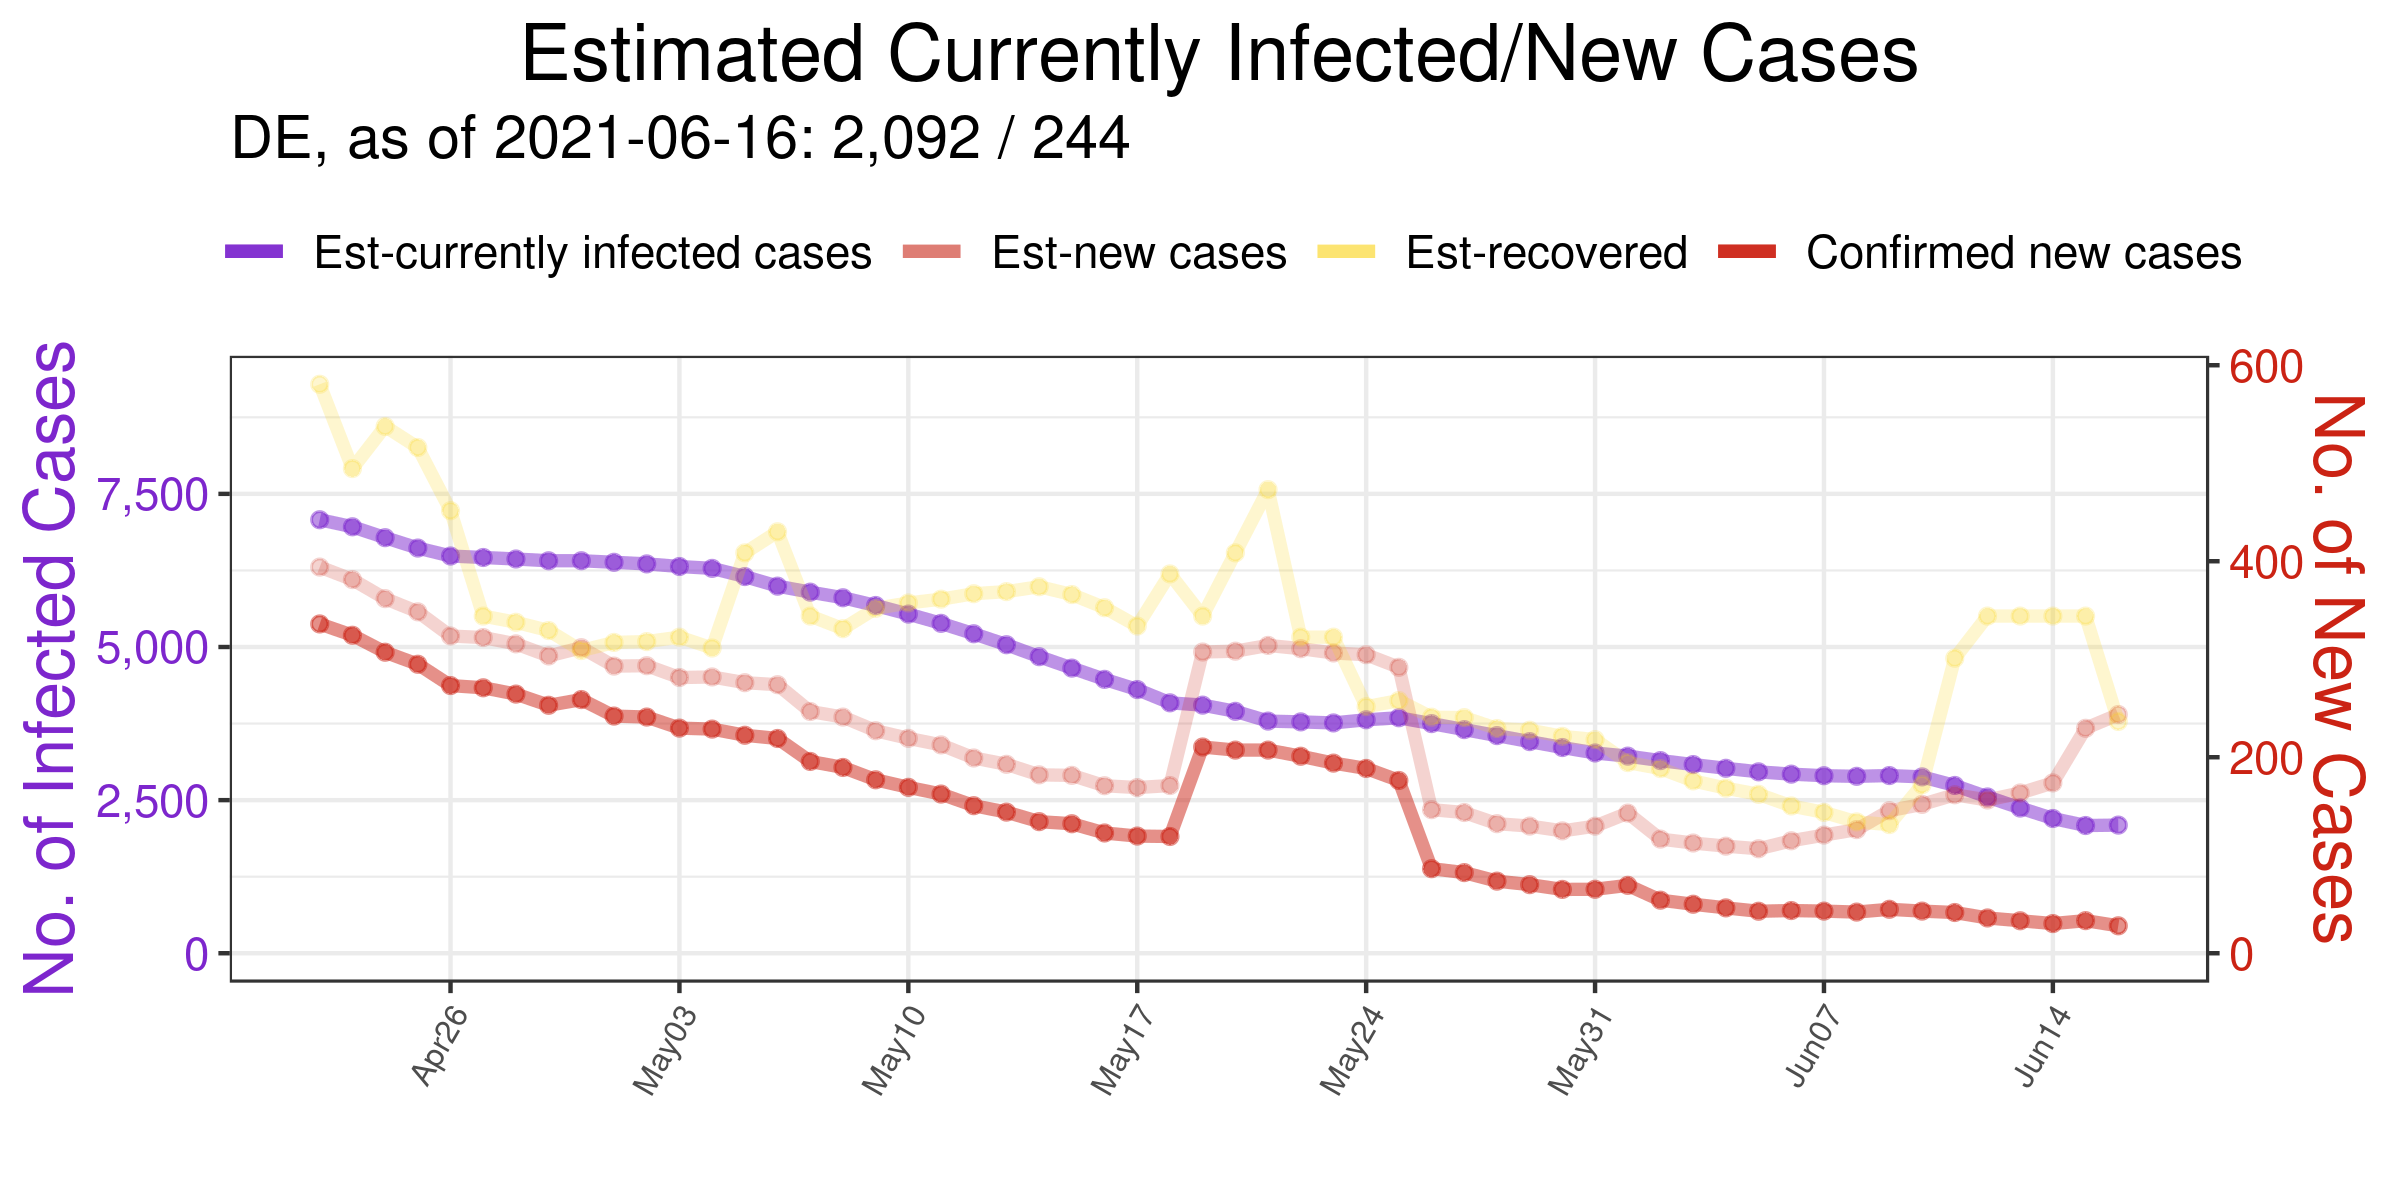 Estimated Currently Infected/New Cases
DE, as of 2021-06-16: 2,092 / 244
Est-currently infected cases Est-new cases Est-recovered Confirmed new cases
No. of Infected Cases
7,500
5,000
2,500
0
600
400
200
0
No. of New Cases
Apr26 May03 May10 May17 May24 May31 Jun07 Jun14